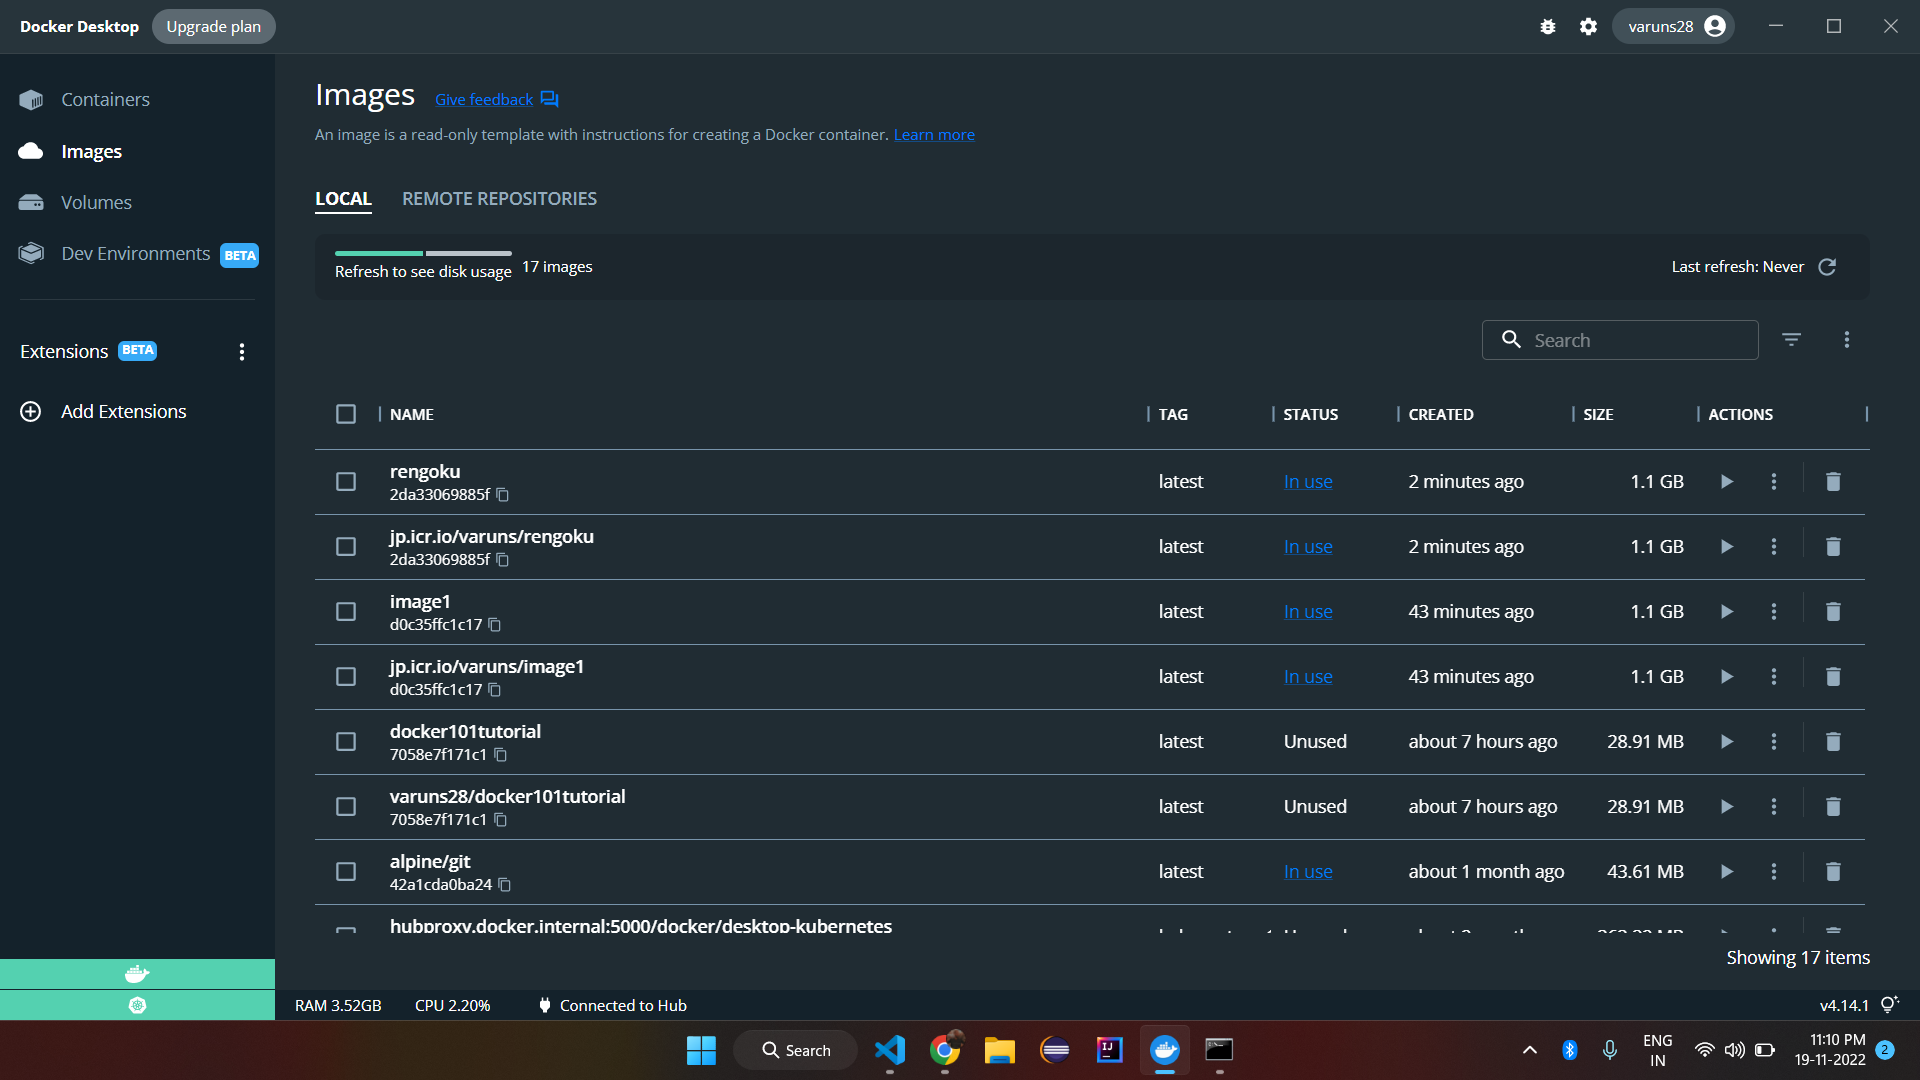 Docker Desktop Upgrade plan varuns28
Containers
Images
Volumes
Dev Environments BETA
Extensions BETA
Add Extensions
Images Give feedback
An image is a read-only template with instructions for creating a Docker container. Learn more
LOCAL REMOTE REPOSITORIES
Refresh to see disk usage 17 images Last refresh: Never
Search
NAME TAG STATUS CREATED SIZE ACTIONS
rengoku
2da33069885f latest In use 2 minutes ago 1.1 GB
jp.icr.io/varuns/rengoku
2da33069885f latest In use 2 minutes ago 1.1 GB
image1
d0c35ffc1c17 latest In use 43 minutes ago 1.1 GB
jp.icr.io/varuns/image1
d0c35ffc1c17 latest In use 43 minutes ago 1.1 GB
docker101tutorial
7058e7f171c1 latest Unused about 7 hours ago 28.91 MB
varuns28/docker101tutorial
7058e7f171c1 latest Unused about 7 hours ago 28.91 MB
alpine/git
42a1cda0ba24 latest In use about 1 month ago 43.61 MB
hubproxy.docker.internal:5000/docker/desktop-kubernetes
Showing 17 items
RAM 3.52GB CPU 2.20% Connected to Hub v4.14.1
Search
ENG
IN
11:10 PM
19-11-2022
2